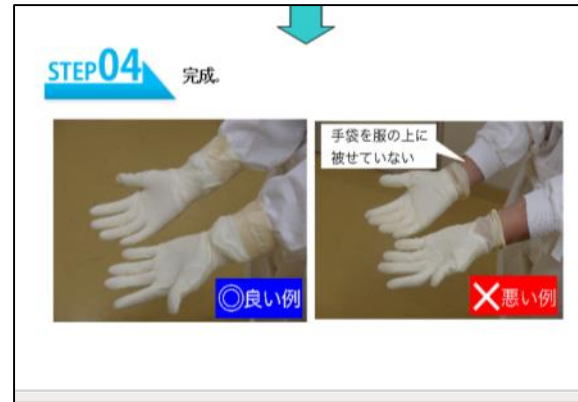 STEP04
完成。
手袋を服の上に
被せていない
◎良い例
×悪い例